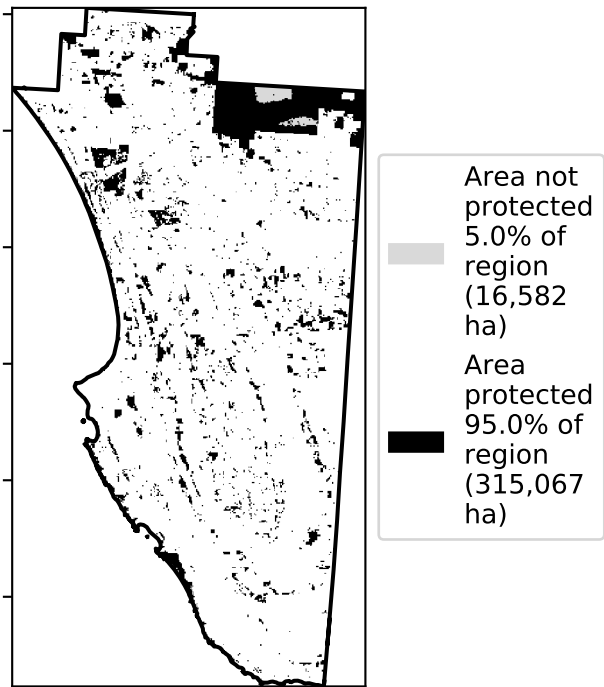 Area not
protected
5.0% of
region
(16,582
ha)
Area
protected
95.0% of
region
(315,067
ha)